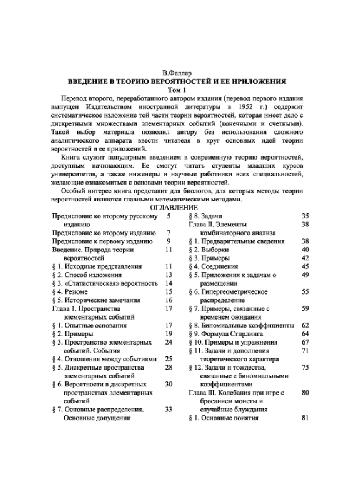 В.Феллер
ВВЕДЕНИЕ В ТЕОРИЮ ВЕРОЯТНОСТЕЙ И ЕЕ ПРИЛОЖЕНИЯ
Том 1
Перевод второго, переработанного автором издания (перевод первого издания
выпущен Издательством иностранной литературы в 1952 г.) содержит
систематическое изложение той части теории вероятностей, которая имеет дело с
дискретными множествами элементарных событий (конечными и счетными).
Такой выбор материала позволил автору без использования сложного
аналитического аппарата ввести читателя в круг основных идей теории
вероятностей и ее приложений.
Книга служит популярным введением в современную теорию вероятностей,
доступным начинающим. Ее смогут читать студенты младших курсов
университетов, а также инженеры и научные работники всех специальностей,
желающие ознакомиться с основами теории вероятностей.
Особый интерес книга представит для биологов, для которых методы теории
вероятностей являются главными математическими методами.
ОГЛАВЛЕНИЕ
Предисловие ко второму русскому изданию 5
Предисловие ко второму изданию 7
Предисловие к первому изданию 9
Введение. Природа теории вероятностей 11
§ 1. Исходные представления 11
§ 2. Способ изложения 13
§ 3. «Статистическая» вероятность 14
§ 4. Резюме 15
§ 5. Исторические замечания 16
Глава I. Пространства элементарных событий 17
§ 1. Опытные основания 17
§ 2. Примеры 19
§ 3. Пространство элементарных событий. События 24
§ 4. Отношения между событиями 25
§ 5. Дискретные пространства элементарных событий 28
§ 6. Вероятности в дискретных пространствах элементарных событий 30
§ 7. Основные распределения. Основные допущения 33
§ 8. Задачи 35
Глава II. Элементы комбинаторного анализа 38
§ 1. Предварительные сведения 38
§ 2. Выборки 40
§ 3. Примеры 42
§ 4. Соединения 45
§ 5. Приложения к задачам о размещении 49
§ 6. Гипергеометрическое распределение 55
§ 7. Примеры, связанные с временем ожидания 59
§ 8. Биномиальные коэффициенты 62
§ 9. Формула Стирлинга 64
§ 10. Примеры и упражнения 67
§ 11. Задачи и дополнения теоретического характера 71
§ 12. Задачи и тождества, связанные с биномиальными коэффициентами 75
Глава III. Колебания при игре с бросанием монеты и случайные блуждания 80
§ 1. Основные понятия 81